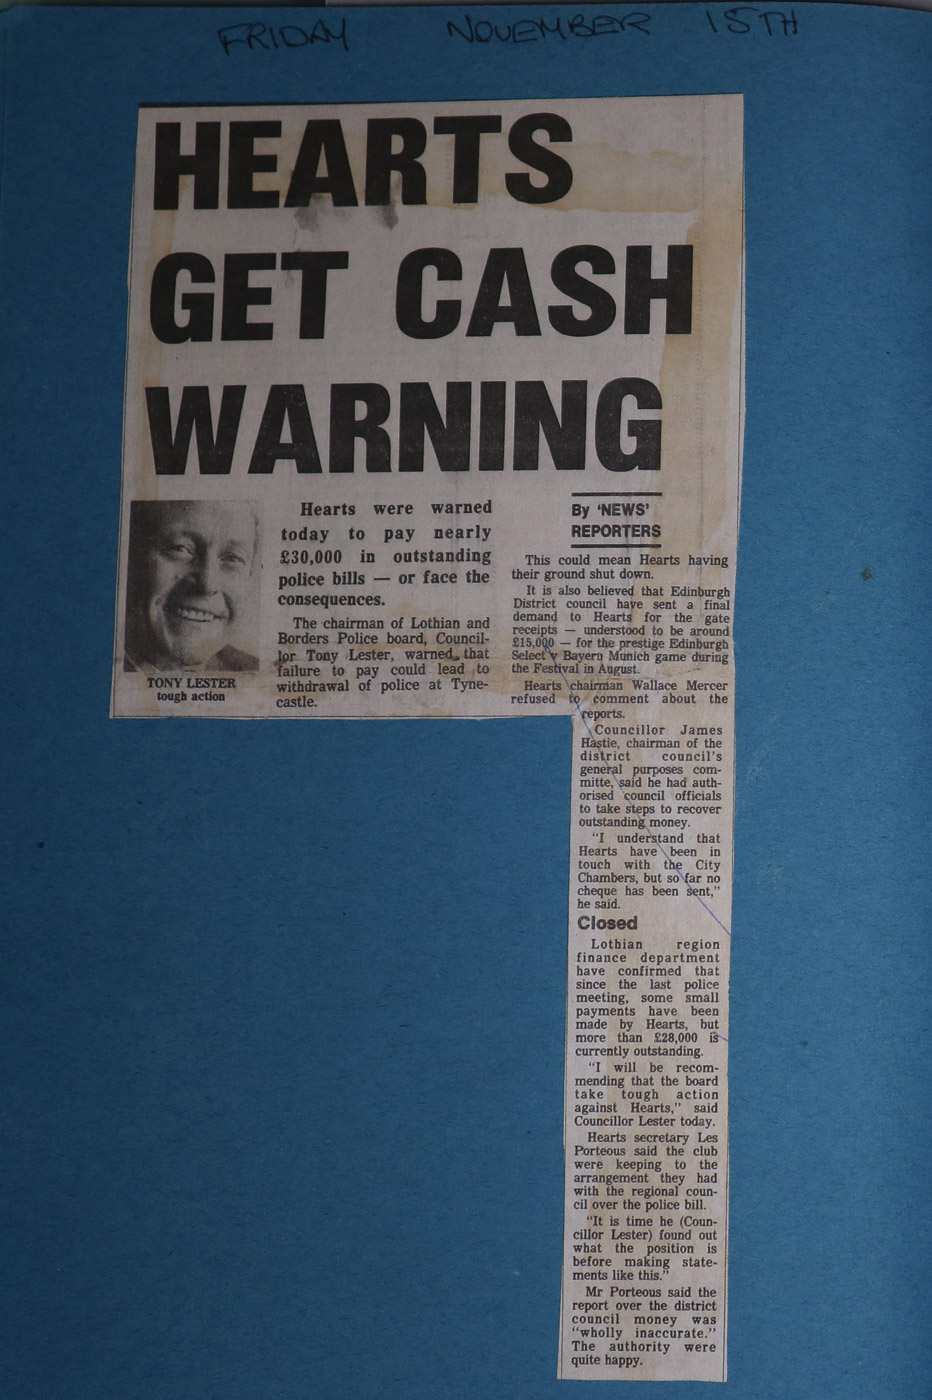 FRIDAY NOVEMBER 18TH
HEARTS
GET CASH
WARNING
TONY LESTER
tough action
Hearts were warned
today to pay nearly
£30,000 in outstanding
police bills — or face the
consequences.
The chairman of Lothian and
Borders Police board, Council-
lor Tony Lester, warned that
failure to pay could lead to
withdrawal of police at Tyne-
castle.
By 'NEWS'
REPORTERS
This could mean Hearts having
their ground shut down.
It is also believed that Edinburgh
District council have sent a final
demand to Hearts for the gate
receipts — understood to be around
£15,000 — for the prestige Edinburgh
Select v Bayern Munich game during
the Festival in August.
Hearts chairman Wallace Mercer
refused to comment about the
reports.
Councillor James
Hastie, chairman of the
district council's
general purposes com-
mitte, said he had auth-
orised council officials
to take steps to recover
outstanding money.
"I understand that
Hearts have been in
touch with the City
Chambers, but so far no
cheque has been sent,"
he said.
Closed
Lothian region
finance department
have confirmed that
since the last police
meeting, some small
payments have been
made by Hearts, but
more than £28,000 is
currently outstanding.
"I will be recom-
mending that the board
take tough action
against Hearts," said
Councillor Lester today.
Hearts secretary Les
Porteous said the club
were keeping to the
arrangement they had
with the regional coun-
cil over the police bill.
"It is time he (Coun-
cillor Lester) found out
what the position is
before making state-
ments like this."
Mr Porteous said the
report over the district
council money was
"wholly inaccurate."
The authority were
quite happy.